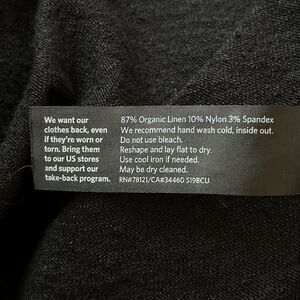 We want our
clothes back, even
if they're worn or
torn. Bring them
to our US stores
and support our
take-back program.
87% Organic Linen 10% Nylon 3% Spandex
We recommend hand wash cold, inside out.
Do not use bleach.
Reshape and lay flat to dry.
Use cool iron if needed.
May be dry cleaned.
RN#78121/CA#34460 S19BCU